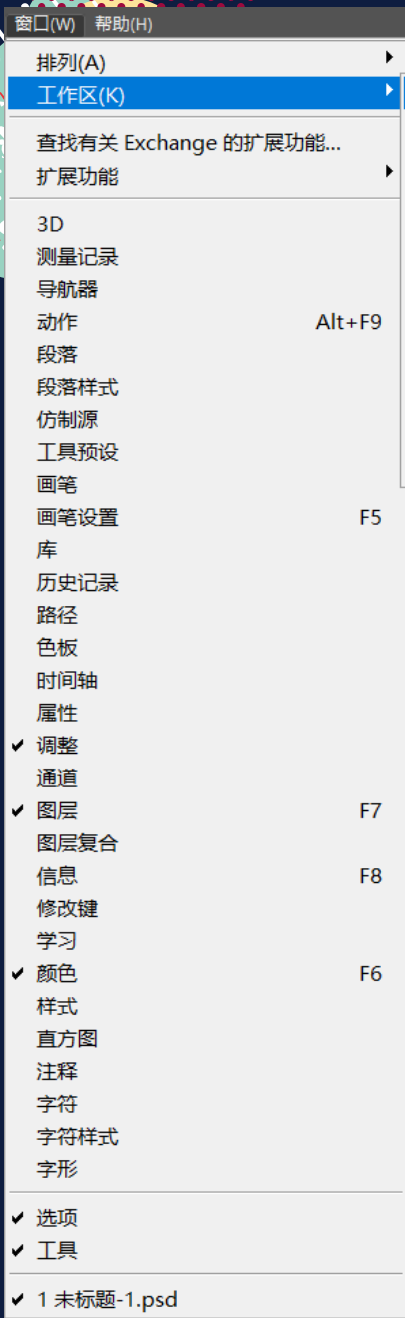 窗口(W) 帮助(H)
排列(A)
工作区(K)
查找有关 Exchange 的扩展功能...
扩展功能
3D
测量记录
导航器
动作 Alt+F9
段落
段落样式
仿制源
工具预设
画笔
画笔设置 F5
库
历史记录
路径
色板
时间轴
属性
调整
通道
图层 F7
图层复合
信息 F8
修改键
学习
颜色 F6
样式
直方图
注释
字符
字符样式
字形
选项
工具
1 未标题-1.psd